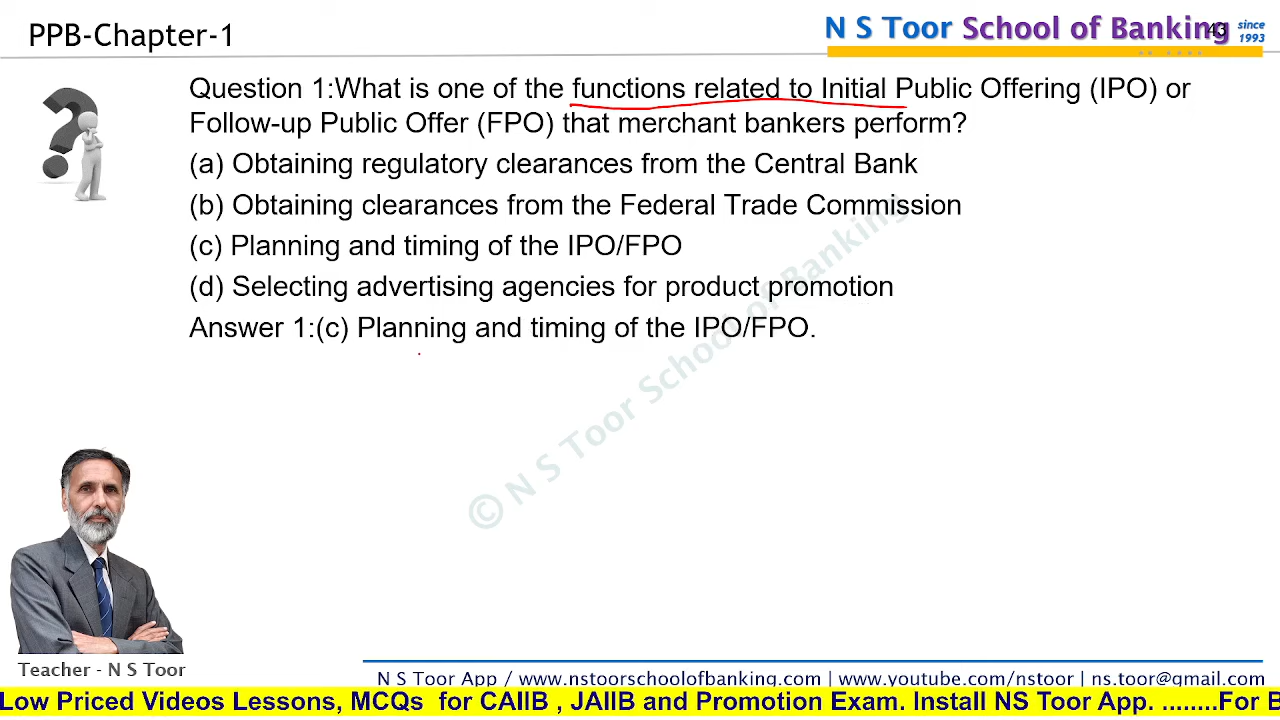 PPB-Chapter-1
N S Toor School of Banking
43
since
1993
Question 1:What is one of the functions related to Initial Public Offering (IPO) or
Follow-up Public Offer (FPO) that merchant bankers perform?
(a) Obtaining regulatory clearances from the Central Bank
(b) Obtaining clearances from the Federal Trade Commission
(c) Planning and timing of the IPO/FPO
(d) Selecting advertising agencies for product promotion
Answer 1:(c) Planning and timing of the IPO/FPO.
© N S Toor School of Banking
Teacher - N S Toor
N S Toor App / www.nstoorschoolofbanking.com | www.youtube.com/nstoor | ns.toor@gmail.com
Low Priced Videos Lessons, MCQs for CAIIB , JAIIB and Promotion Exam. Install NS Toor App. ........For B